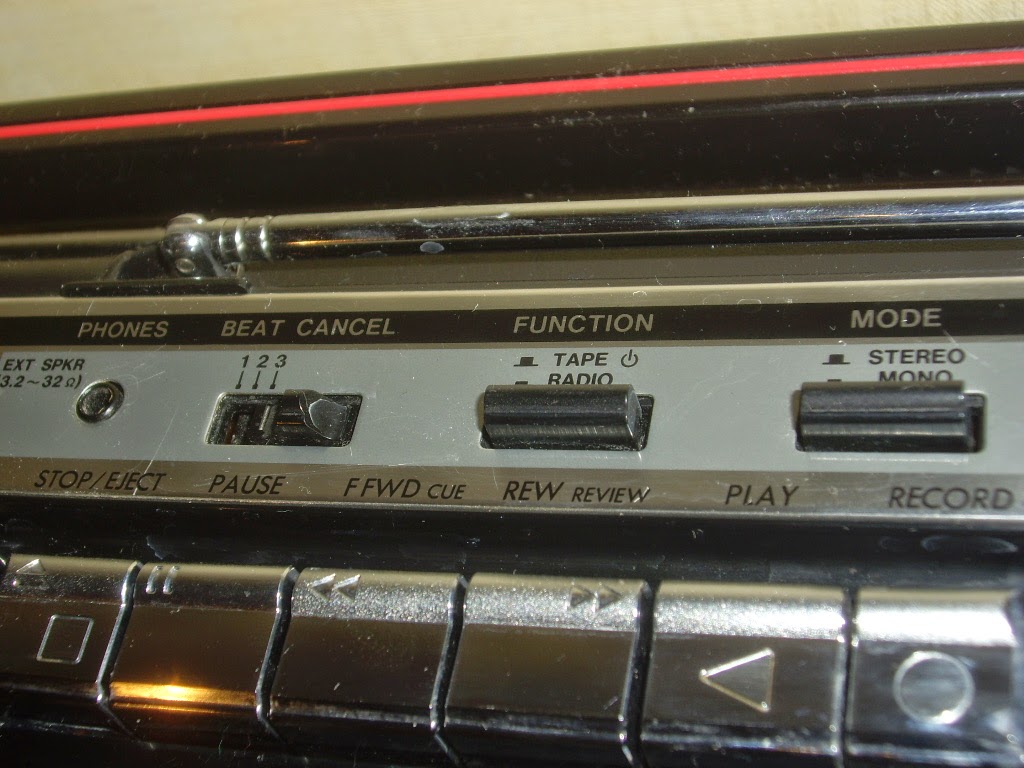 PHONES BEAT CANCEL FUNCTION MODE
EXT SPKR 1 2 3 TAPE STEREO
(3.2~32Ω) RADIO MONO
STOP/EJECT PAUSE F FWD CUE REW REVIEW PLAY RECORD